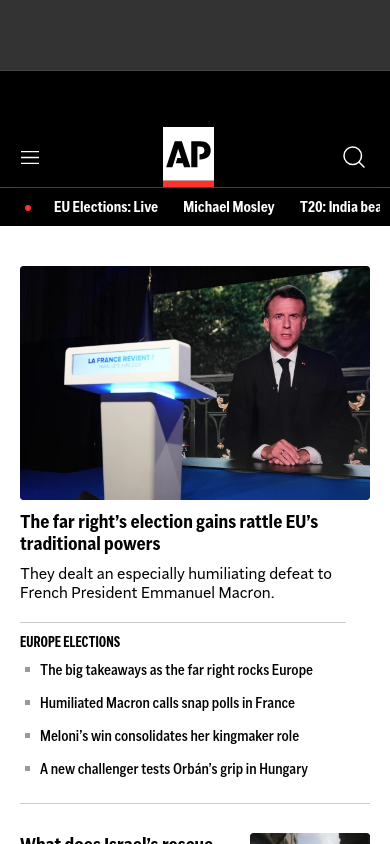 AP
EU Elections: Live Michael Mosley T20: India bea
LA FRANCE REVIENT !
The far right’s election gains rattle EU’s
traditional powers
They dealt an especially humiliating defeat to
French President Emmanuel Macron.
EUROPE ELECTIONS
The big takeaways as the far right rocks Europe
Humiliated Macron calls snap polls in France
Meloni’s win consolidates her kingmaker role
A new challenger tests Orbán’s grip in Hungary
What does Israel’s rescue